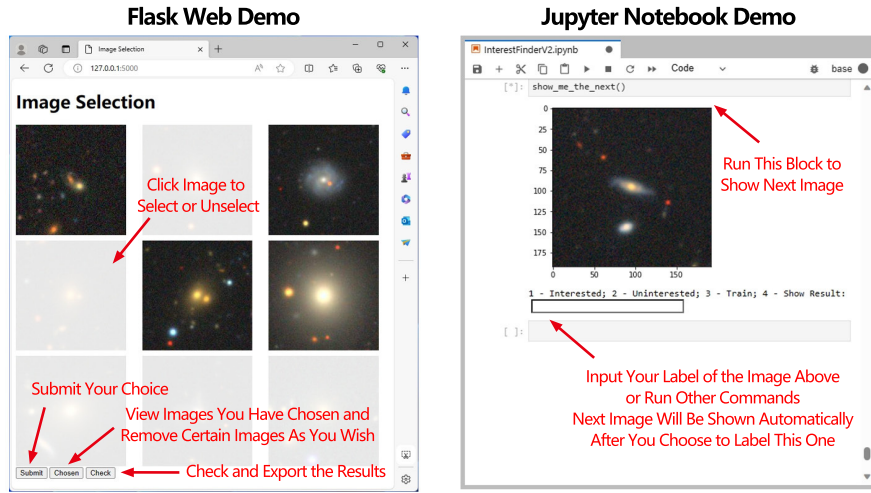 Flask Web Demo
Image Selection
127.0.0.1:5000
Image Selection
Click Image to
Select or Unselect
Submit Your Choice
View Images You Have Chosen and
Remove Certain Images As You Wish
Check and Export the Results
Submit Chosen Check
Jupyter Notebook Demo
InterestFinderV2.ipynb
Code
base
[*]: show_me_the_next()
0
25
50
75
100
125
150
175
0 50 100 150
Run This Block to
Show Next Image
1 - Interested; 2 - Uninterested; 3 - Train; 4 - Show Result:
[ ]:
Input Your Label of the Image Above
or Run Other Commands
Next Image Will Be Shown Automatically
After You Choose to Label This One